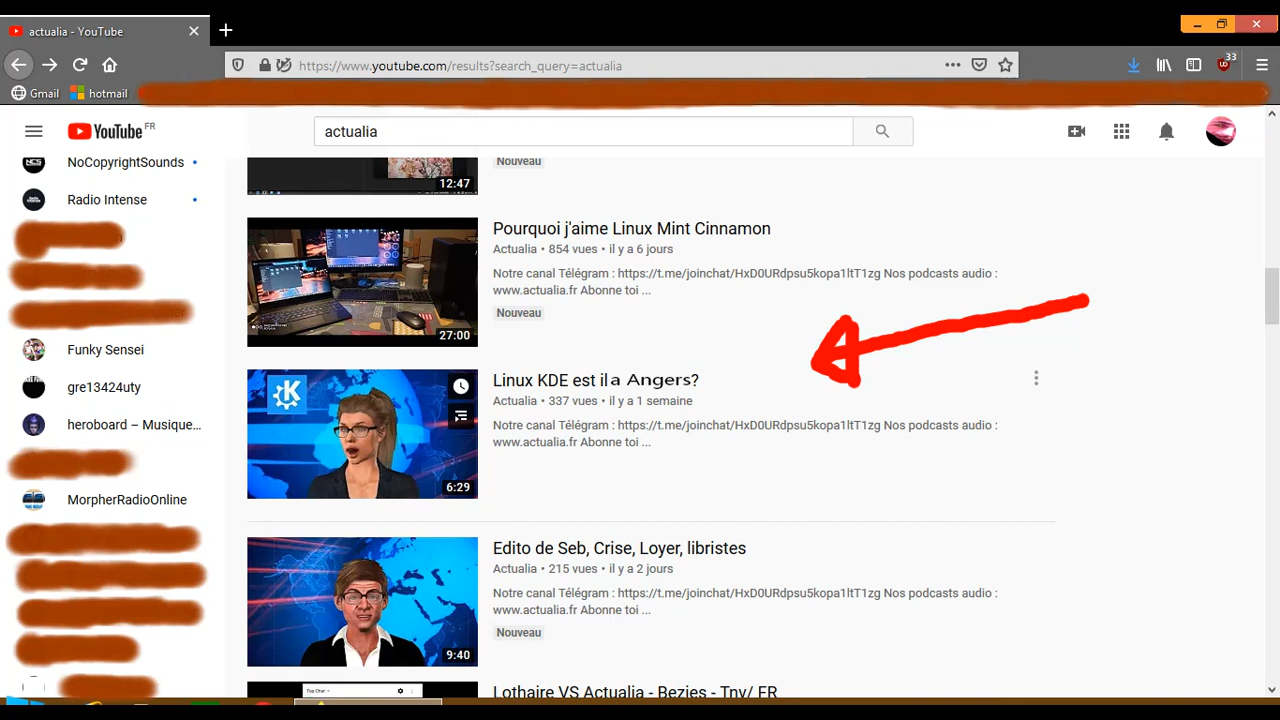 actualia - YouTube
https://www.youtube.com/results?search_query=actualia
33
Gmail
hotmail
YouTube FR
actualia
NoCopyrightSounds
Radio Intense
Funky Sensei
gre13424uty
heroboard – Musique...
MorpherRadioOnline
12:47
Nouveau
Pourquoi j'aime Linux Mint Cinnamon
Actualia • 854 vues • il y a 6 jours
Notre canal Télégram : https://t.me/joinchat/HxD0URdpsu5kopa1ltT1zg Nos podcasts audio :
www.actualia.fr Abonne toi ...
Nouveau
27:00
Linux KDE est il a Angers?
Actualia • 337 vues • il y a 1 semaine
Notre canal Télégram : https://t.me/joinchat/HxD0URdpsu5kopa1ltT1zg Nos podcasts audio :
www.actualia.fr Abonne toi ...
6:29
Edito de Seb, Crise, Loyer, libristes
Actualia • 215 vues • il y a 2 jours
Notre canal Télégram : https://t.me/joinchat/HxD0URdpsu5kopa1ltT1zg Nos podcasts audio :
www.actualia.fr Abonne toi ...
Nouveau
9:40
Lothaire VS Actualia - Bezies - Tny/ FR